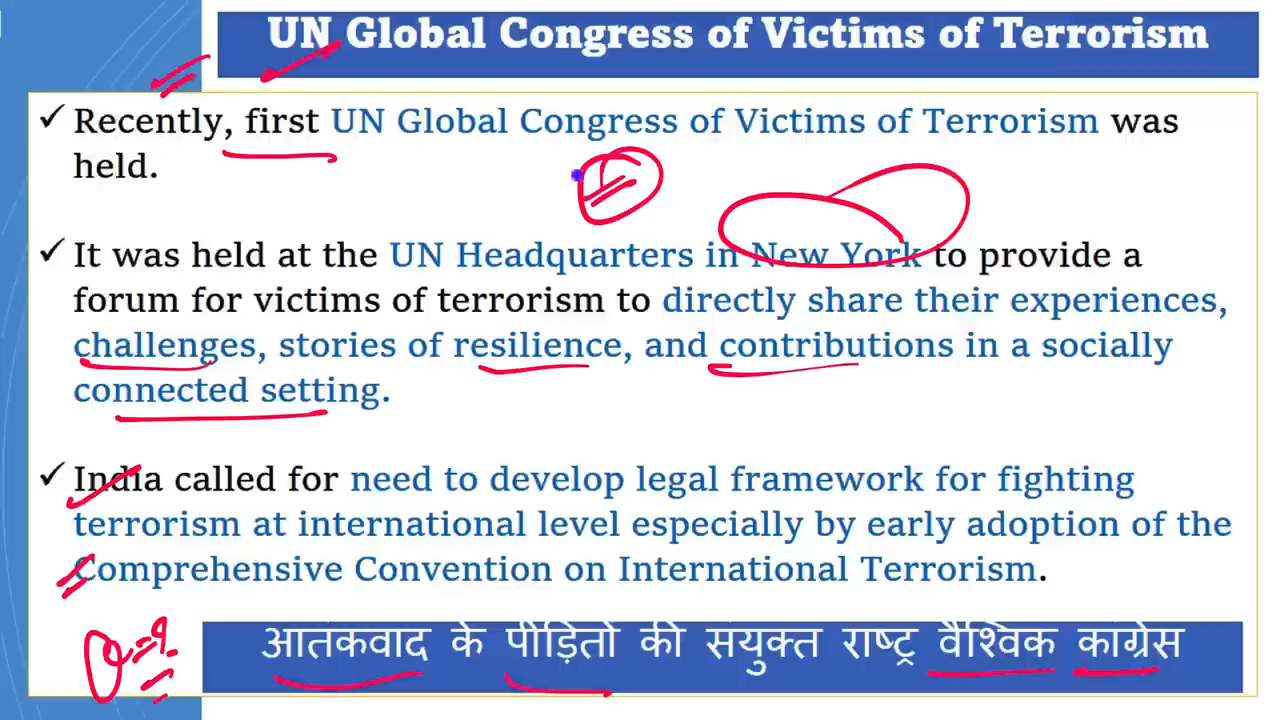 UN Global Congress of Victims of Terrorism
✓ Recently, first UN Global Congress of Victims of Terrorism was
held.
✓ It was held at the UN Headquarters in New York to provide a
forum for victims of terrorism to directly share their experiences,
challenges, stories of resilience, and contributions in a socially
connected setting.
✓ India called for need to develop legal framework for fighting
terrorism at international level especially by early adoption of the
Comprehensive Convention on International Terrorism.
आतंकवाद के पीड़ितों की संयुक्त राष्ट्र वैश्विक कांग्रेस